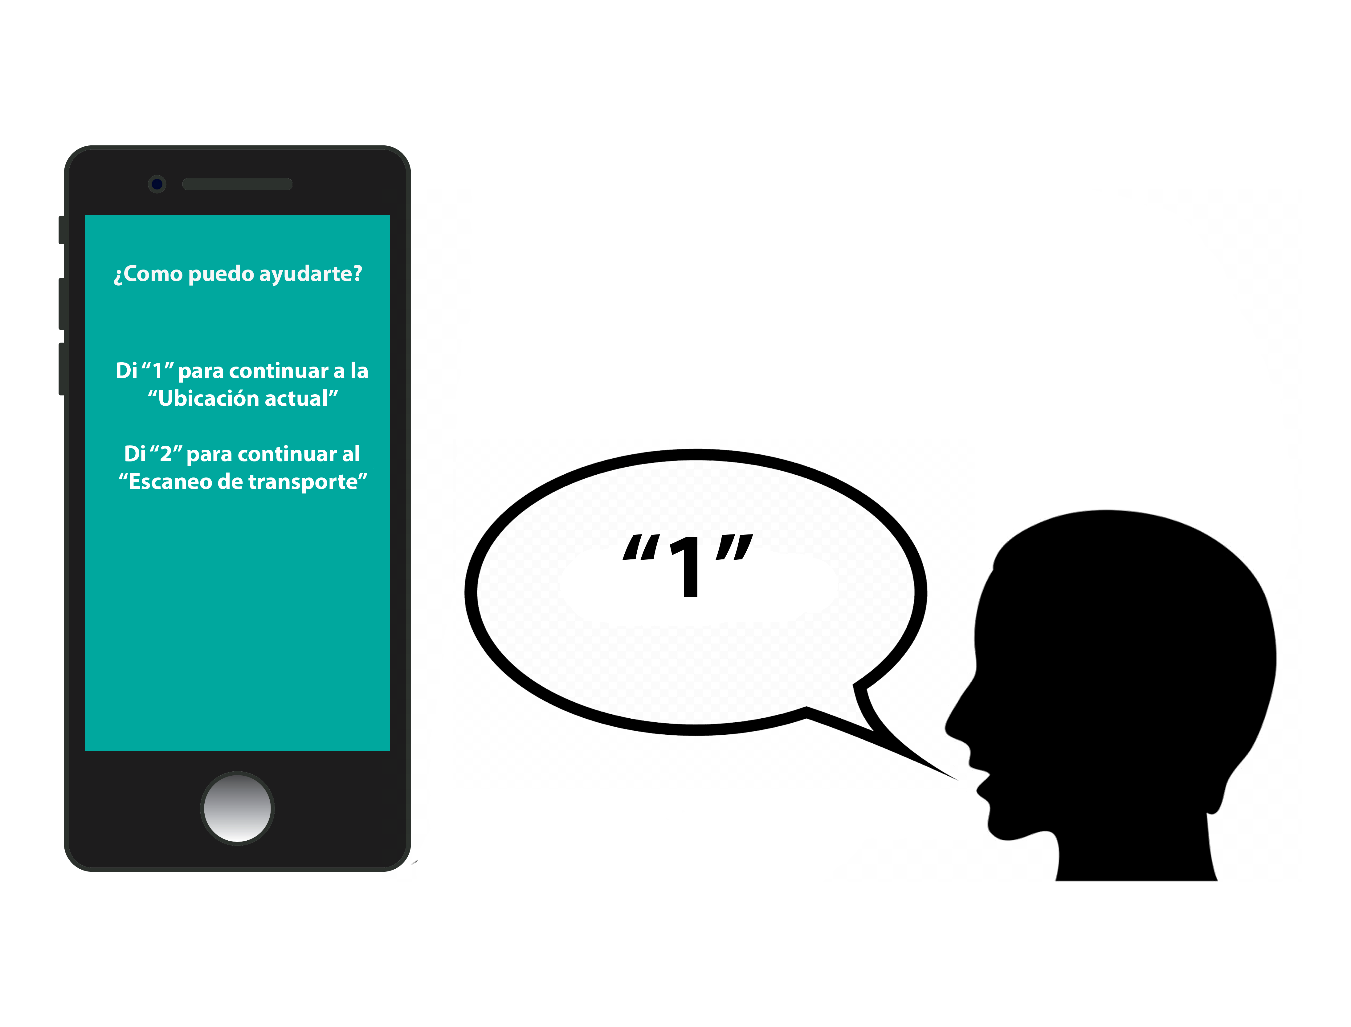 ¿Como puedo ayudarte?
Di “1” para continuar a la
“Ubicación actual”
Di “2” para continuar al
“Escaneo de transporte”
“1”